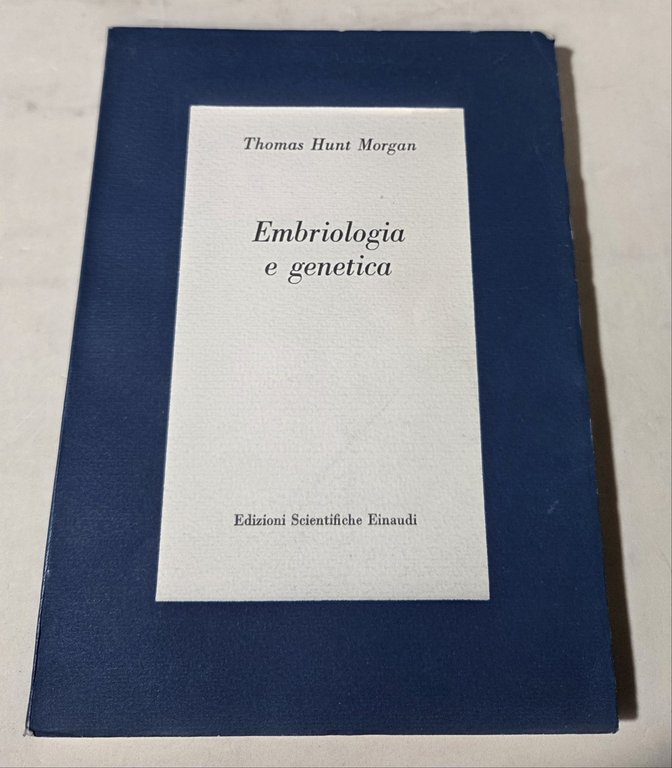 Thomas Hunt Morgan
Embriologia
e genetica
Edizioni Scientifiche Einaudi